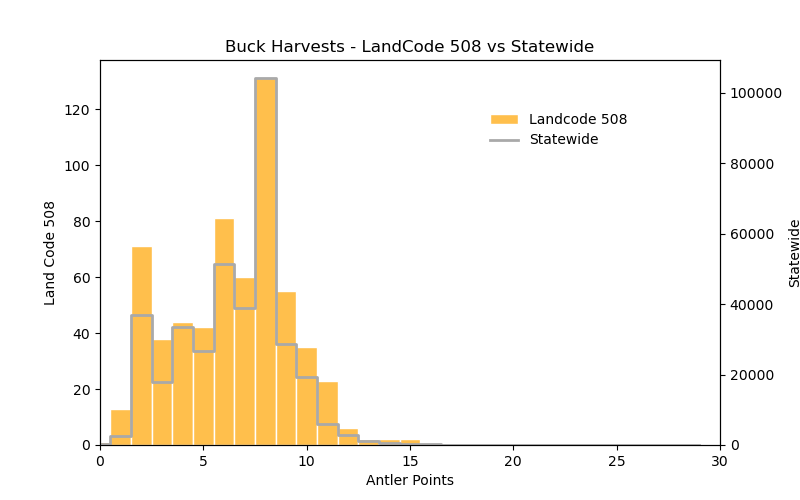 Buck Harvests - LandCode 508 vs Statewide
Landcode 508
Statewide
Land Code 508
0
20
40
60
80
100
120
Statewide
0
20000
40000
60000
80000
100000
0 5 10 15 20 25 30
Antler Points